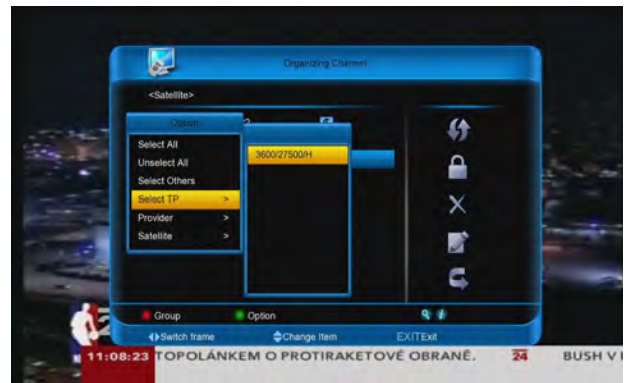 Organizing Channel
<Satellite>
Option
Select All
Unselect All
Select Others
Select TP >
Provider >
Satellite >
3600/27500/H
Group
Option
Switch frame
Change Item
EXITExit
11:08:23
TOPOLÁNKEM O PROTIRAKETOVÉ OBRANĚ.
24
BUSH V